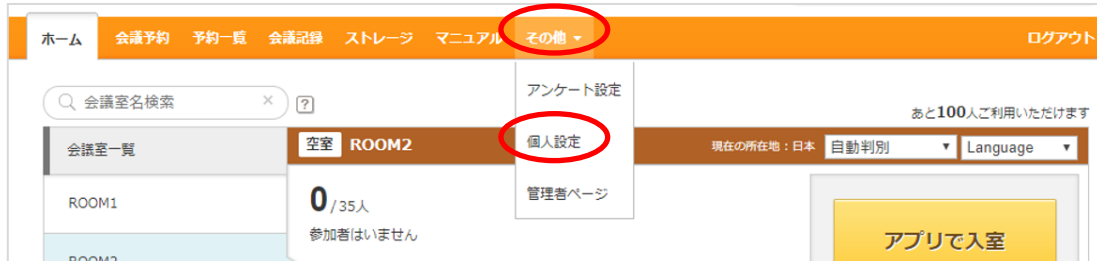 ホーム 会議予約 予約一覧 会議記録 ストレージ マニュアル その他 ▾ ログアウト
会議室名検索 × ?
アンケート設定
あと100人ご利用いただけます
会議室一覧
空室 ROOM2
個人設定
現在の所在地：日本 自動判別 ▼ Language ▼
ROOM1
0/35人
管理者ページ
参加者はいません
アプリで入室
ROOM2